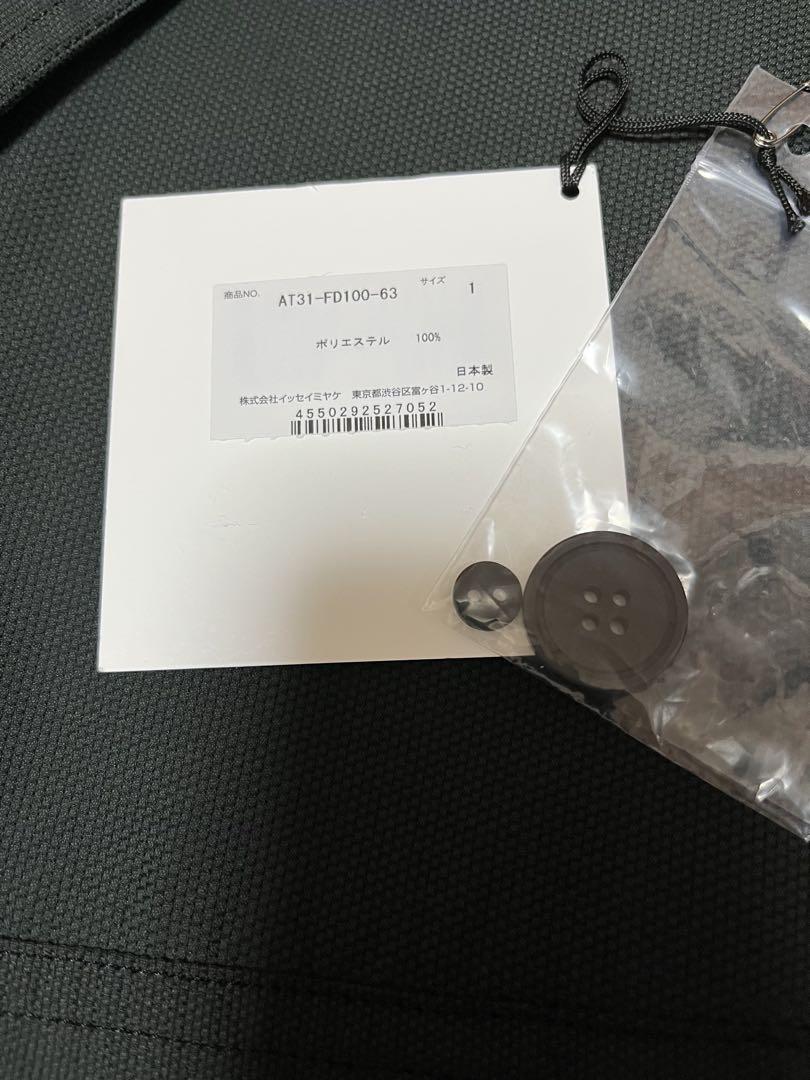 商品NO. AT31-FD100-63 サイズ 1
ポリエステル 100%
日本製
株式会社イッセイミヤケ 東京都渋谷区富ヶ谷1-12-10
4550292527052